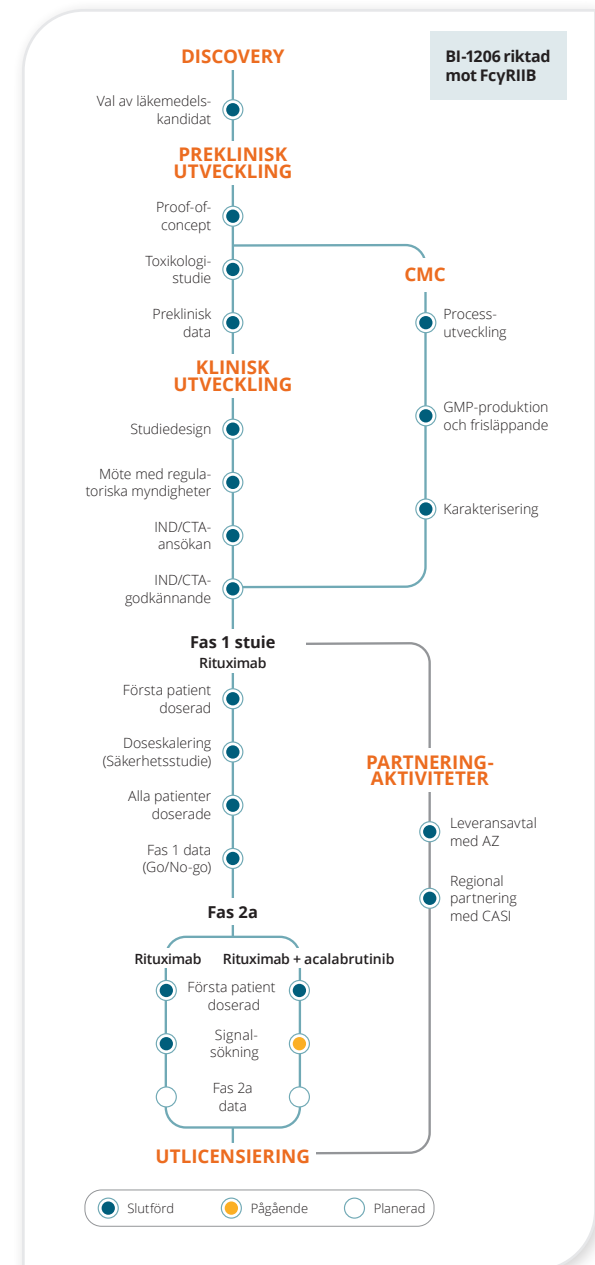 DISCOVERY
BI-1206 riktad
mot FcγRIIB
Val av läkemedels-
kandidat
PREKLINISK
UTVECKLING
Proof-of-
concept
Toxikologi-
studie
CMC
Preklinisk
data
Process-
utveckling
KLINISK
UTVECKLING
Studiedesign
GMP-produktion
och frisläppande
Möte med regula-
toriska myndigheter
Karakterisering
IND/CTA-
ansökan
IND/CTA-
godkännande
Fas 1 stuie
Rituximab
Första patient
doserad
Doseskalering
(Säkerhetsstudie)
PARTNERING-
AKTIVITETER
Alla patienter
doserade
Leveransavtal
med AZ
Fas 1 data
(Go/No-go)
Regional
partnering
med CASI
Fas 2a
Rituximab
Rituximab + acalabrutinib
Första patient
doserad
Signal-
sökning
Fas 2a
data
UTLICENSIERING
Slutförd
Pågående
Planerad